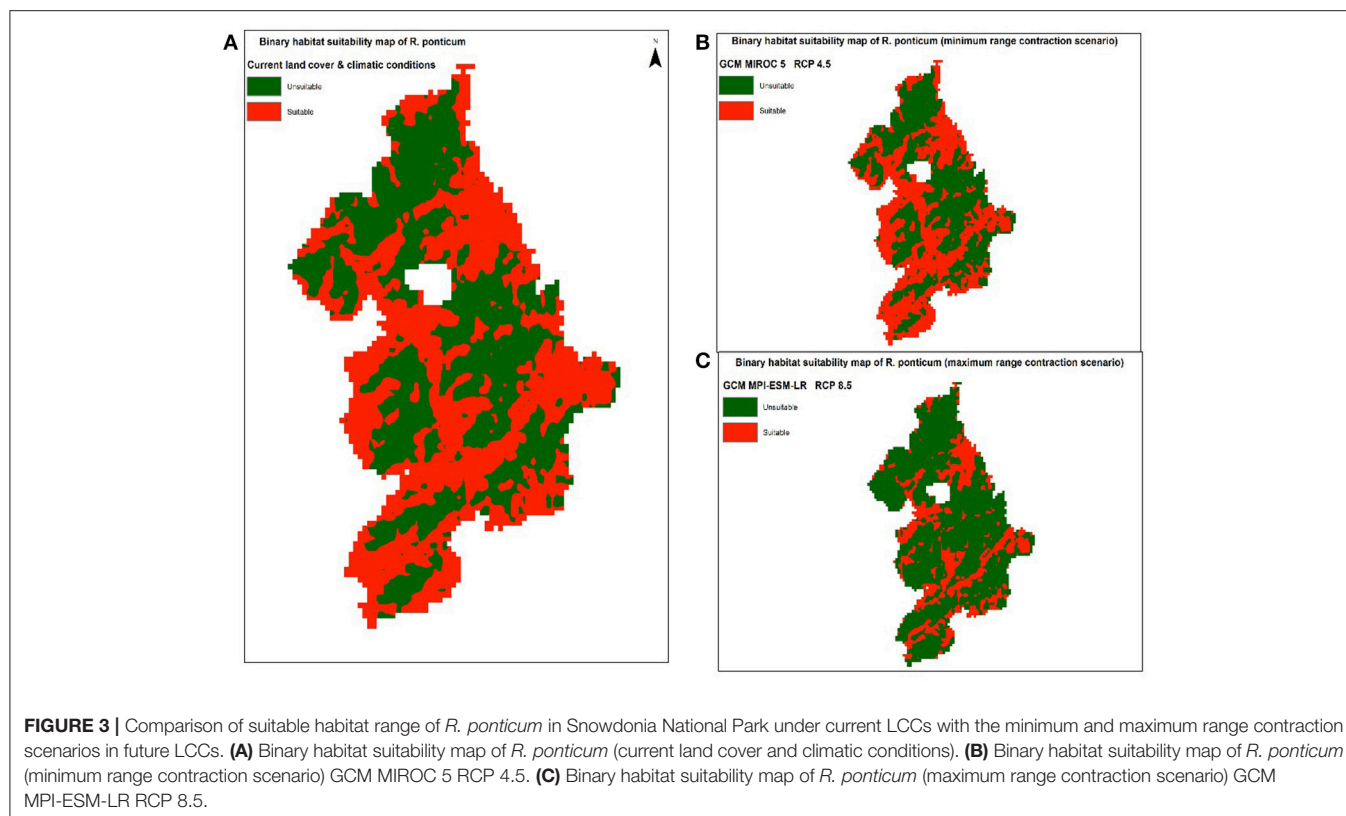 A
Binary habitat suitability map of R. ponticum
N
Current land cover & climatic conditions
Unsuitable
Suitable
B
Binary habitat suitability map of R. ponticum (minimum range contraction scenario)
GCM MIROC 5 RCP 4.5
Unsuitable
Suitable
C
Binary habitat suitability map of R. ponticum (maximum range contraction scenario)
GCM MPI-ESM-LR RCP 8.5
Unsuitable
Suitable
FIGURE 3 | Comparison of suitable habitat range of R. ponticum in Snowdonia National Park under current LCCs with the minimum and maximum range contraction
scenarios in future LCCs. (A) Binary habitat suitability map of R. ponticum (current land cover and climatic conditions). (B) Binary habitat suitability map of R. ponticum
(minimum range contraction scenario) GCM MIROC 5 RCP 4.5. (C) Binary habitat suitability map of R. ponticum (maximum range contraction scenario) GCM
MPI-ESM-LR RCP 8.5.